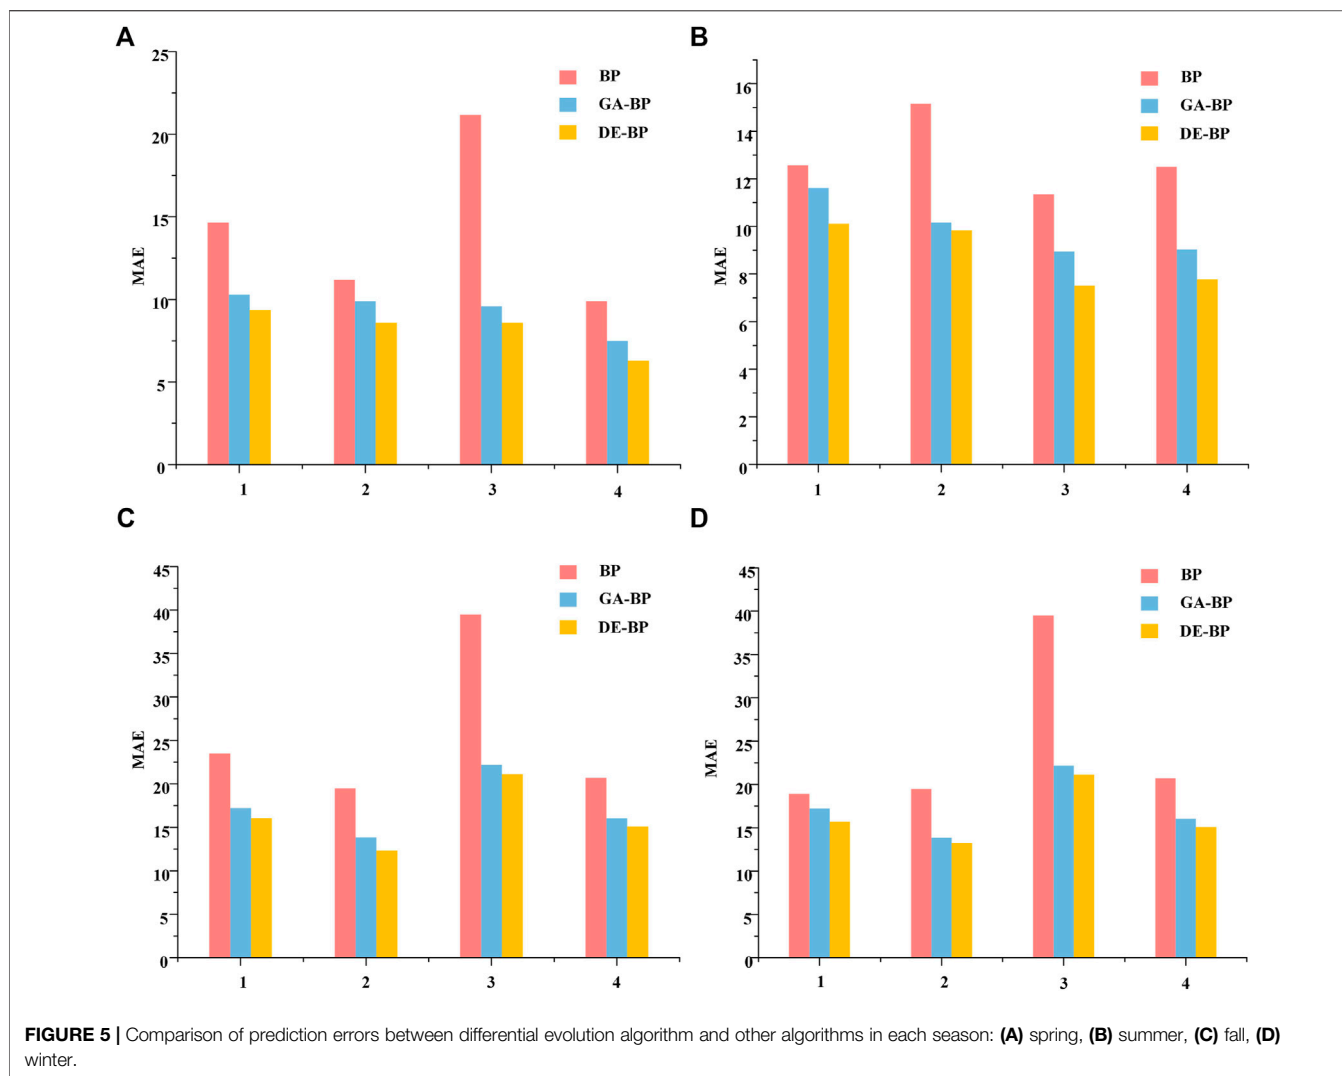 A
25
20
15
10
5
0
MAE
BP
GA-BP
DE-BP
1 2 3 4
B
16
14
12
10
8
6
4
2
0
MAE
BP
GA-BP
DE-BP
1 2 3 4
C
45
40
35
30
25
20
15
10
5
0
MAE
BP
GA-BP
DE-BP
1 2 3 4
D
45
40
35
30
25
20
15
10
5
0
MAE
BP
GA-BP
DE-BP
1 2 3 4
FIGURE 5 | Comparison of prediction errors between differential evolution algorithm and other algorithms in each season: (A) spring, (B) summer, (C) fall, (D)
winter.